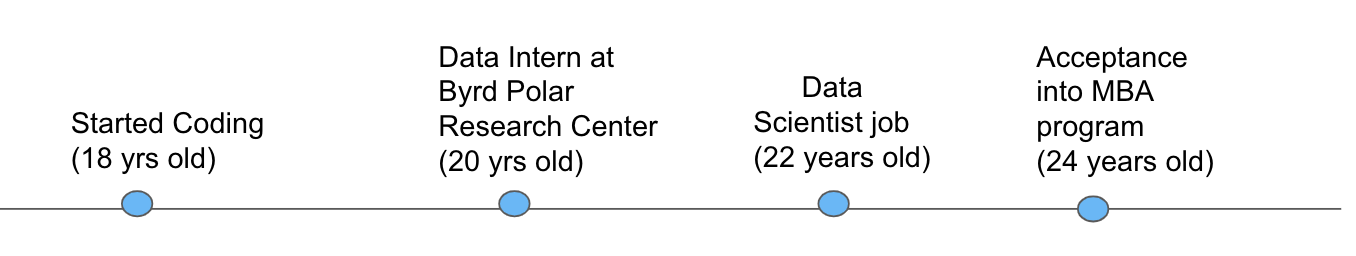 Started Coding
(18 yrs old)
Data Intern at
Byrd Polar
Research Center
(20 yrs old)
Data
Scientist job
(22 years old)
Acceptance
into MBA
program
(24 years old)